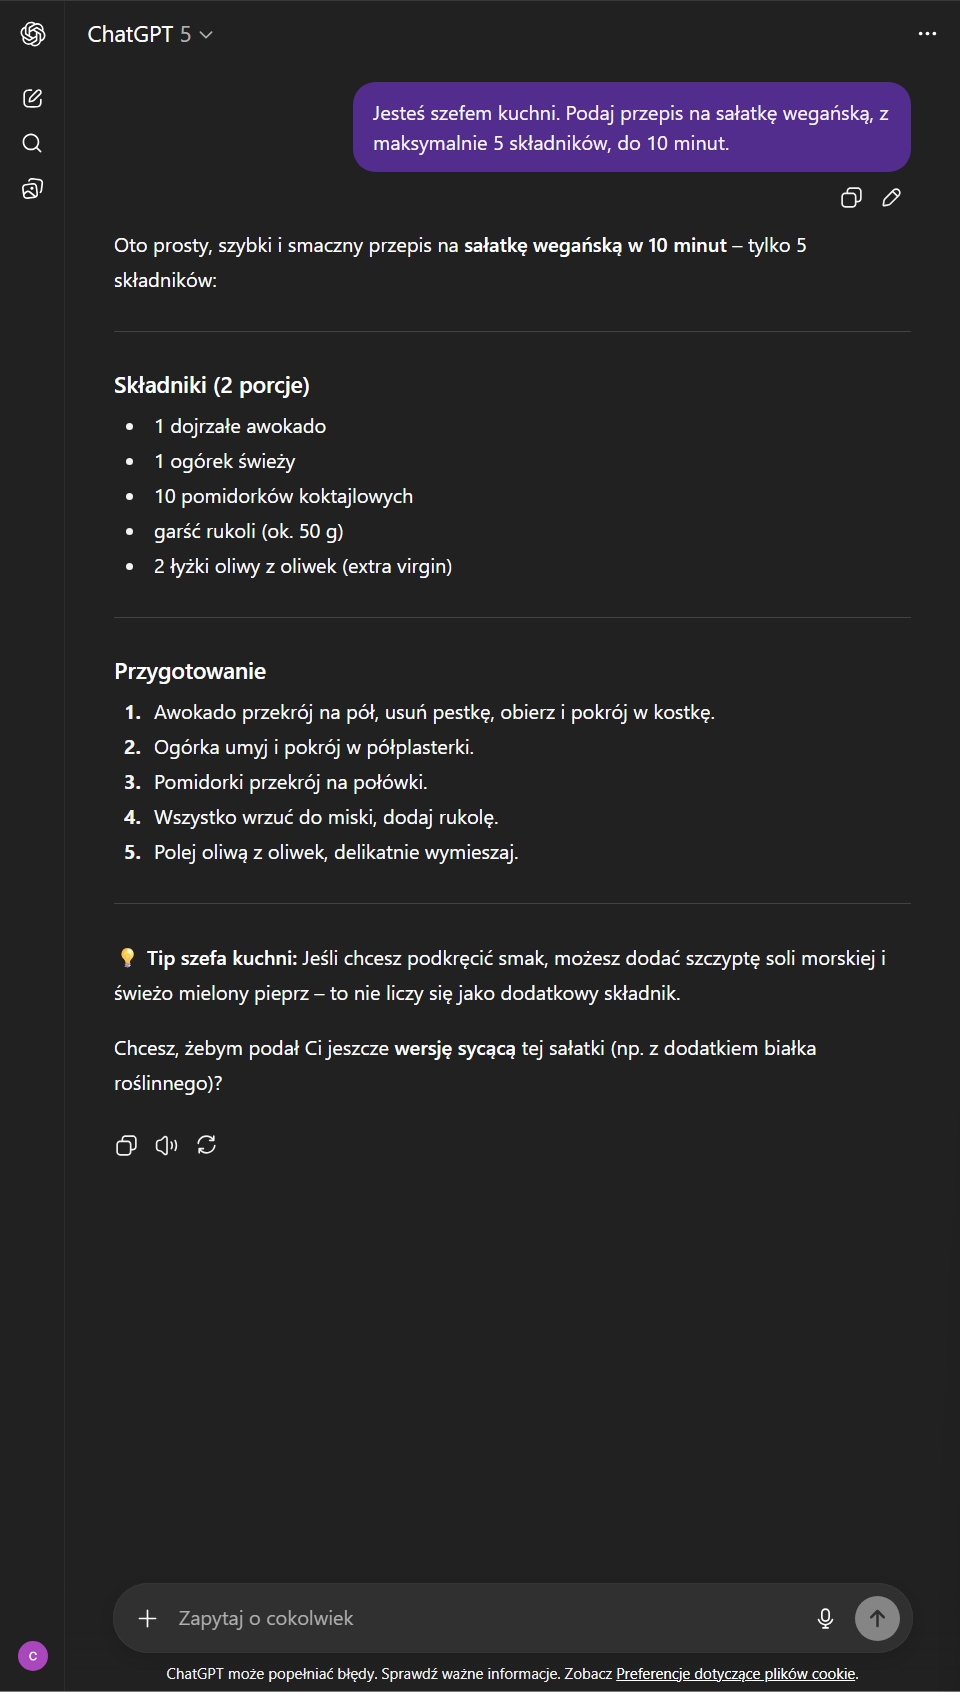 ChatGPT 5
Jesteś szefem kuchni. Podaj przepis na sałatkę wegańską, z
maksymalnie 5 składników, do 10 minut.
Oto prosty, szybki i smaczny przepis na sałatkę wegańską w 10 minut – tylko 5
składników:
Składniki (2 porcje)
• 1 dojrzałe awokado
• 1 ogórek świeży
• 10 pomidorków koktajlowych
• garść rukoli (ok. 50 g)
• 2 łyżki oliwy z oliwek (extra virgin)
Przygotowanie
1. Awokado przekrój na pół, usuń pestkę, obierz i pokrój w kostkę.
2. Ogórka umyj i pokrój w półplasterki.
3. Pomidorki przekrój na połówki.
4. Wszystko wrzuć do miski, dodaj rukolę.
5. Polej oliwą z oliwek, delikatnie wymieszaj.
💡 Tip szefa kuchni: Jeśli chcesz podkręcić smak, możesz dodać szczyptę soli morskiej i
świeżo mielony pieprz – to nie liczy się jako dodatkowy składnik.
Chcesz, żebym podał Ci jeszcze wersję sycącą tej sałatki (np. z dodatkiem białka
roślinnego)?
Zapytaj o cokolwiek
C
ChatGPT może popełniać błędy. Sprawdź ważne informacje. Zobacz Preferencje dotyczące plików cookie.